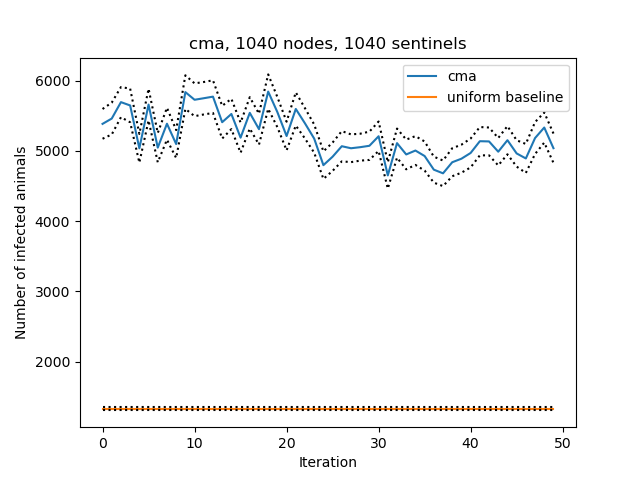 cma, 1040 nodes, 1040 sentinels
cma
uniform baseline
6000
5000
4000
3000
2000
Number of infected animals
0 10 20 30 40 50
Iteration